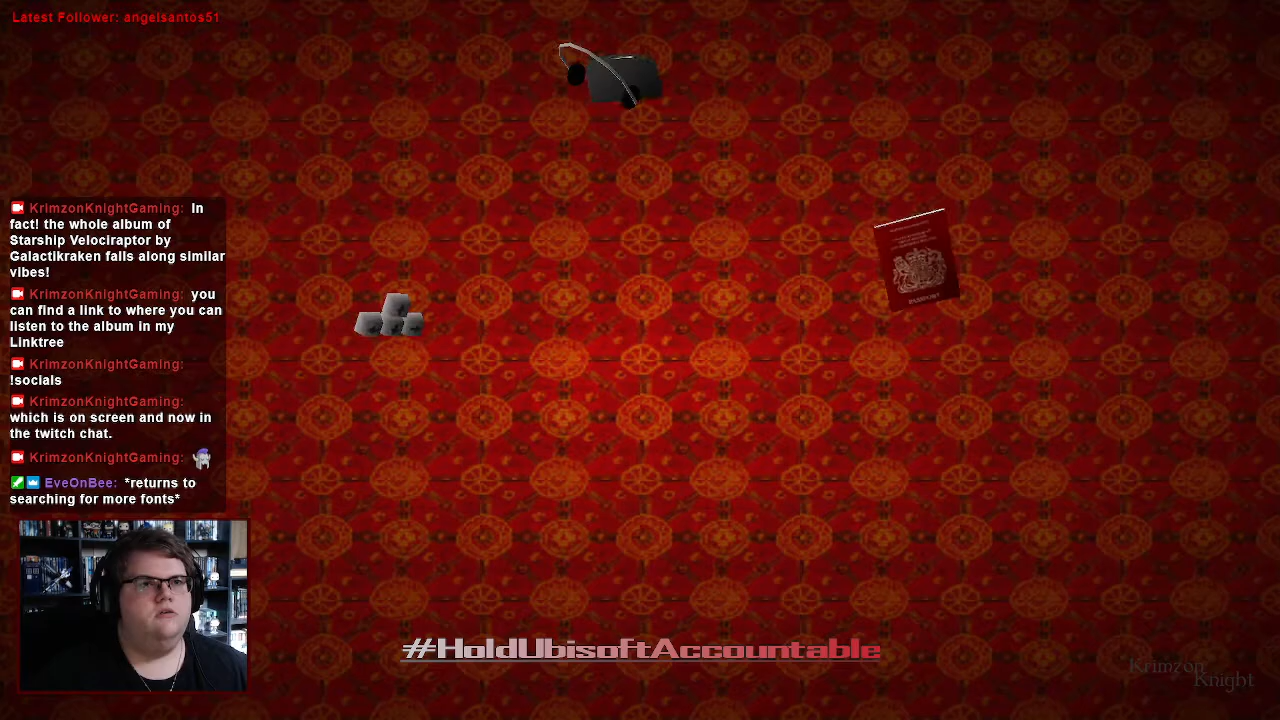 Latest Follower: angelsantos51
KrimzonKnightGaming: In
fact! the whole album of
Starship Velociraptor by
Galactikraken falls along similar
vibes!
KrimzonKnightGaming: you
can find a link to where you can
listen to the album in my
Linktree
KrimzonKnightGaming:
!socials
KrimzonKnightGaming:
which is on screen and now in
the twitch chat.
KrimzonKnightGaming:
EveOnBee: *returns to
searching for more fonts*
PASSPORT
#HoldUbisoftAccountable
Krimzon
Knight